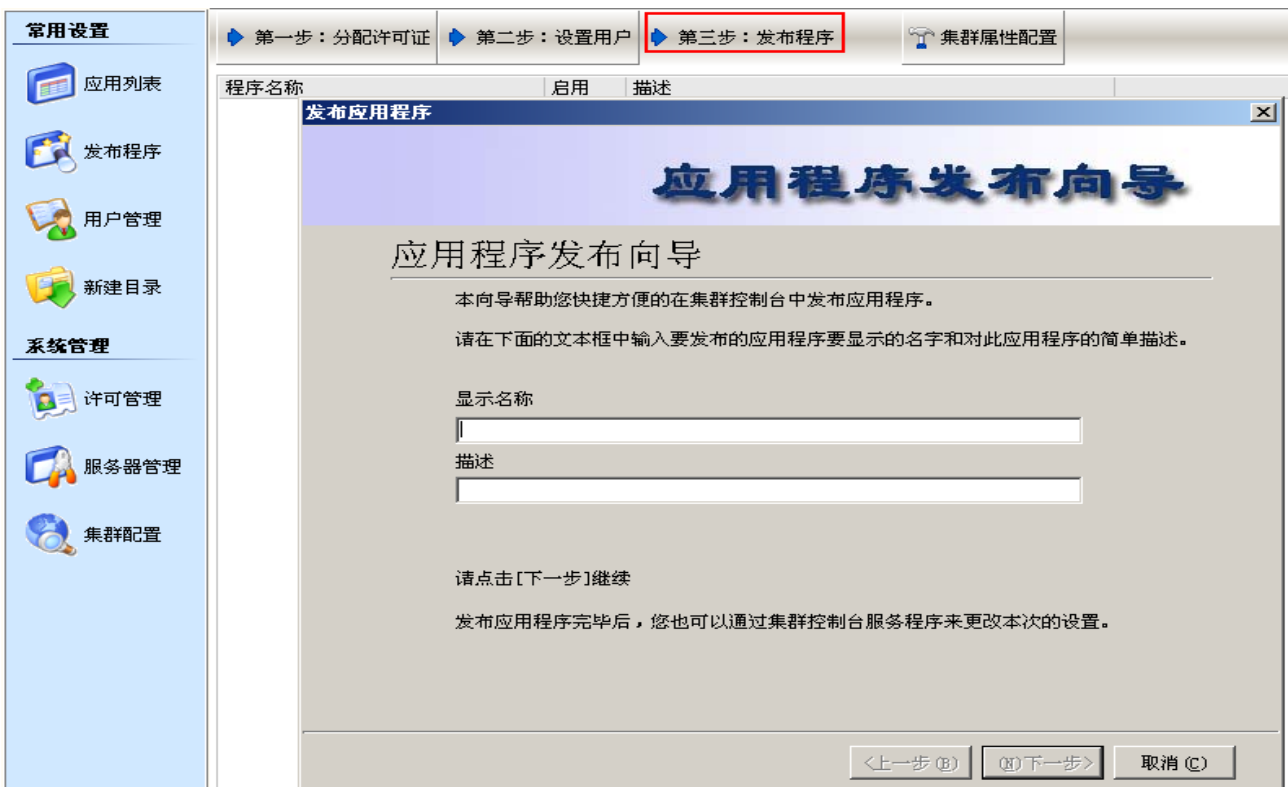 常用设置
应用列表
发布程序
用户管理
新建目录
系统管理
许可管理
服务器管理
集群配置
第一步：分配许可证 第二步：设置用户 第三步：发布程序 集群属性配置
程序名称 启用 描述
发布应用程序
应用程序发布向导
应用程序发布向导
本向导帮助您快捷方便的在集群控制台中发布应用程序。
请在下面的文本框中输入要发布的应用程序要显示的名字和对此应用程序的简单描述。
显示名称
描述
请点击[下一步]继续
发布应用程序完毕后，您也可以通过集群控制台服务程序来更改本次的设置。
<上一步(B) (N)下一步> 取消(C)